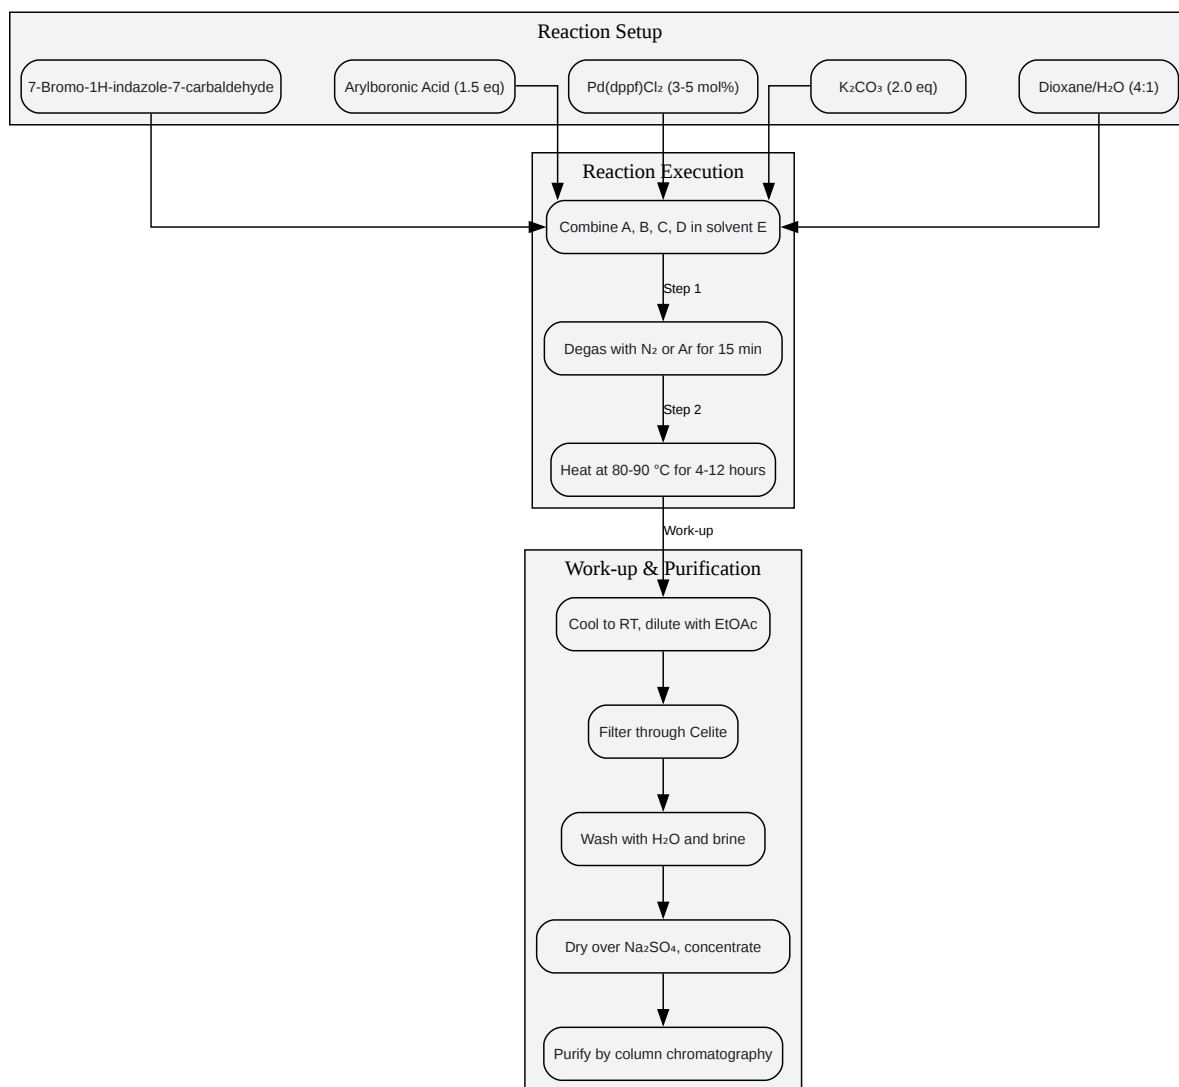 Reaction Setup
7-Bromo-1H-indazole-7-carbaldehyde
Arylboronic Acid (1.5 eq)
Pd(dppf)Cl₂ (3-5 mol%)
K₂CO₃ (2.0 eq)
Dioxane/H₂O (4:1)
Reaction Execution
Combine A, B, C, D in solvent E
Step 1
Degas with N₂ or Ar for 15 min
Step 2
Heat at 80-90 °C for 4-12 hours
Work-up
Work-up & Purification
Cool to RT, dilute with EtOAc
Filter through Celite
Wash with H₂O and brine
Dry over Na₂SO₄, concentrate
Purify by column chromatography